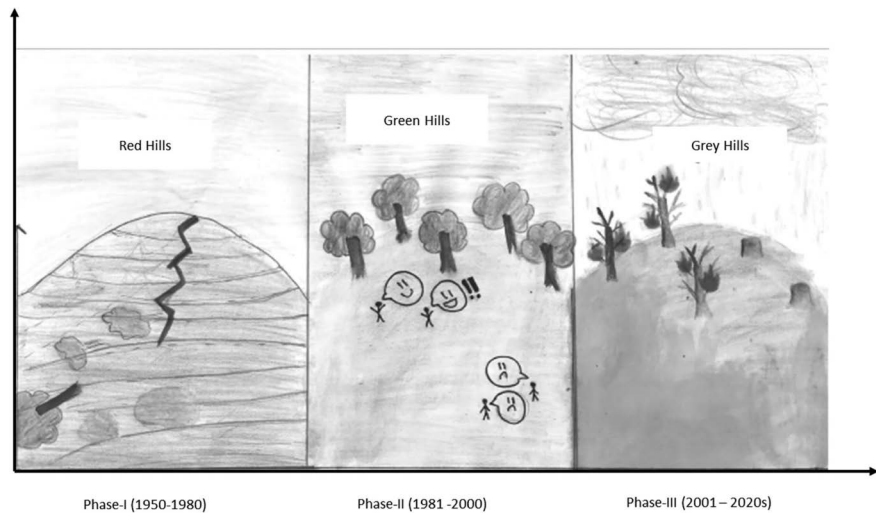 Red Hills
Green Hills
Grey Hills
!!
Phase-I (1950-1980)
Phase-II (1981 -2000)
Phase-III (2001 – 2020s)